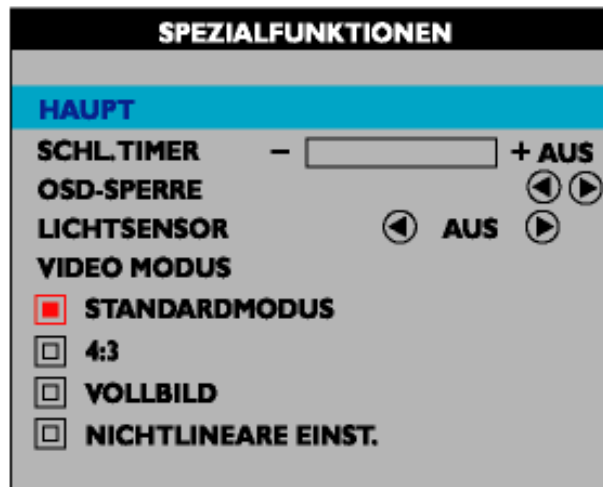 SPEZIALFUNKTIONEN
HAUPT
SCHL.TIMER - + AUS
OSD-SPERRE
LICHTSENSOR AUS
VIDEO MODUS
STANDARDMODUS
4:3
VOLLBILD
NICHTLINEARE EINST.